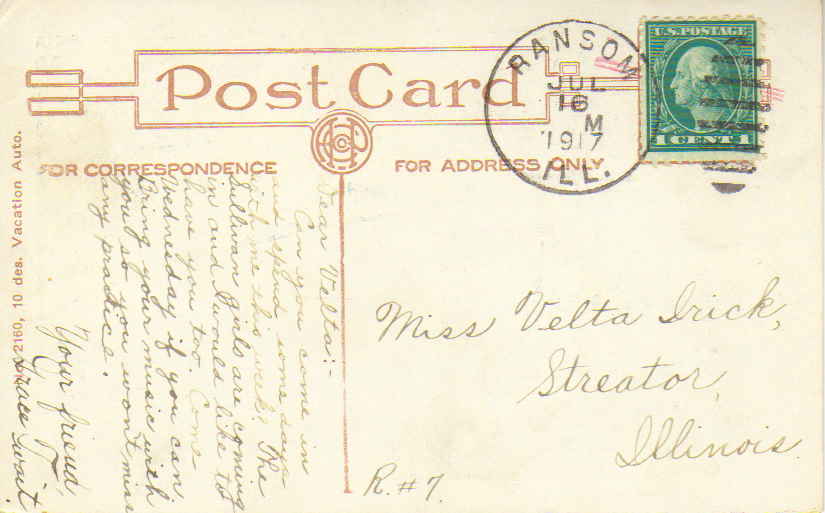 Post Card
RANSOM
JUL
16
M
1917
ILL.
U.S. POSTAGE
1 CENT 1
FOR CORRESPONDENCE
FOR ADDRESS ONLY
2160, 10 des. Vacation Auto.
Dear Velta:-
Can you come in
and spend some days
with me this week? The
Sullivan girls are coming
in and I would like to
have you too. Come
Wednesday if you can.
Bring your music with
you so you won't miss
any practice.
Your friend,
Grace Swait.
Miss Velta Irick,
Streator,
Illinois.
R. #7.